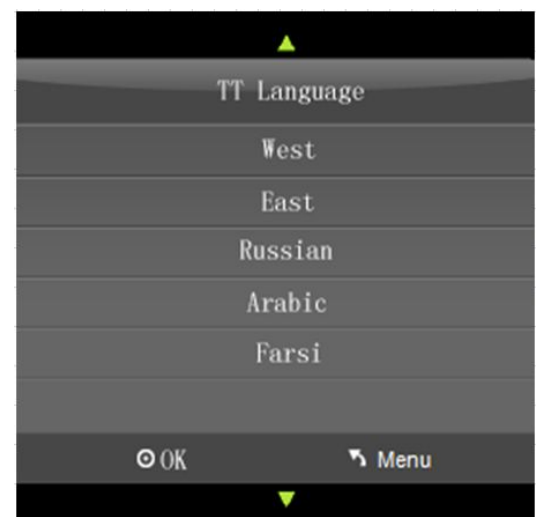 TT Language
West
East
Russian
Arabic
Farsi
OK Menu